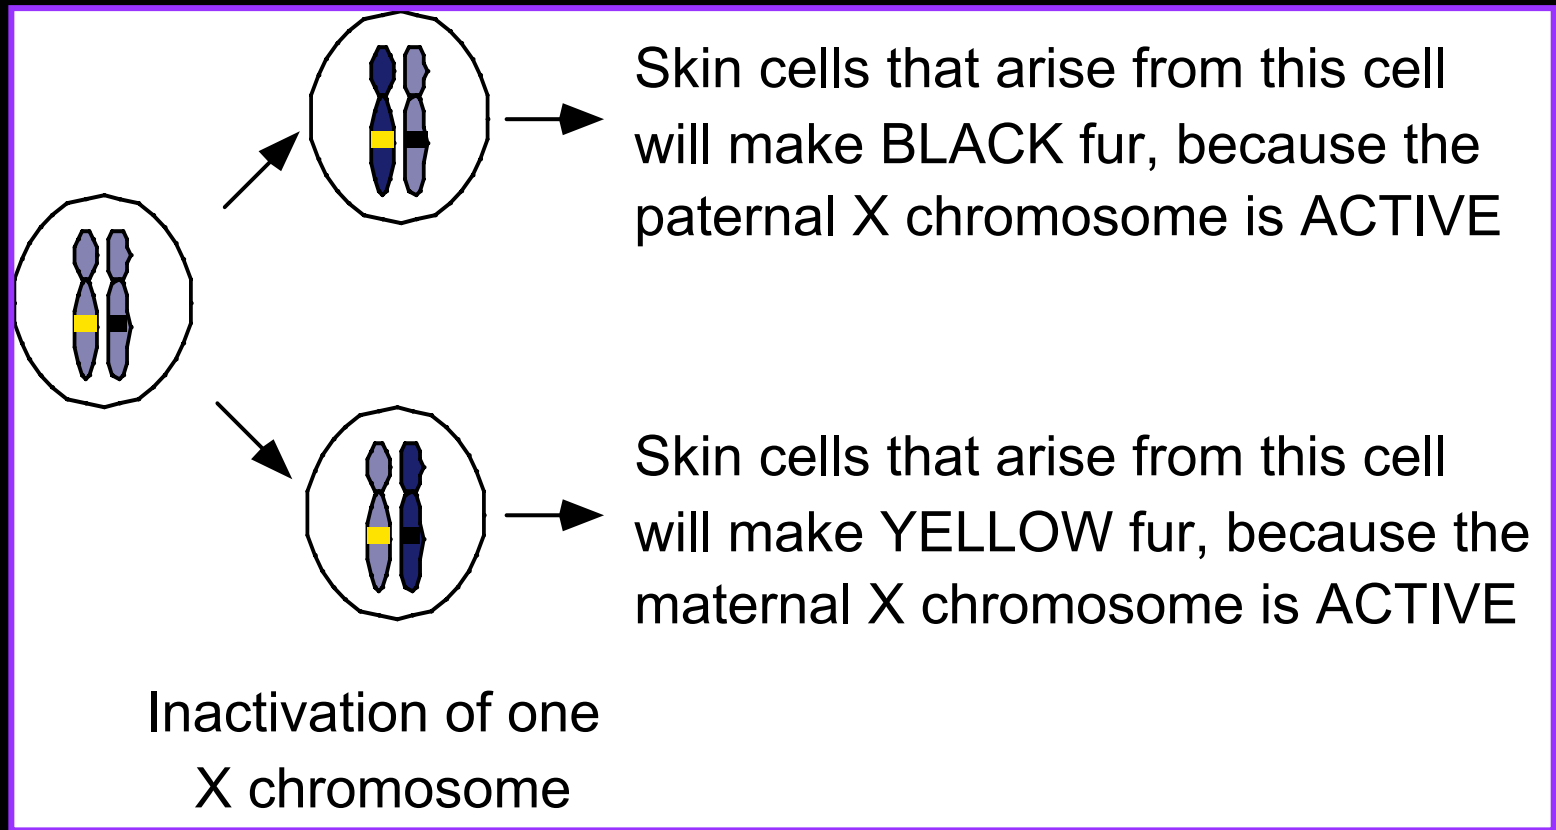 Skin cells that arise from this cell
will make BLACK fur, because the
paternal X chromosome is ACTIVE
Skin cells that arise from this cell
will make YELLOW fur, because the
maternal X chromosome is ACTIVE
Inactivation of one
X chromosome